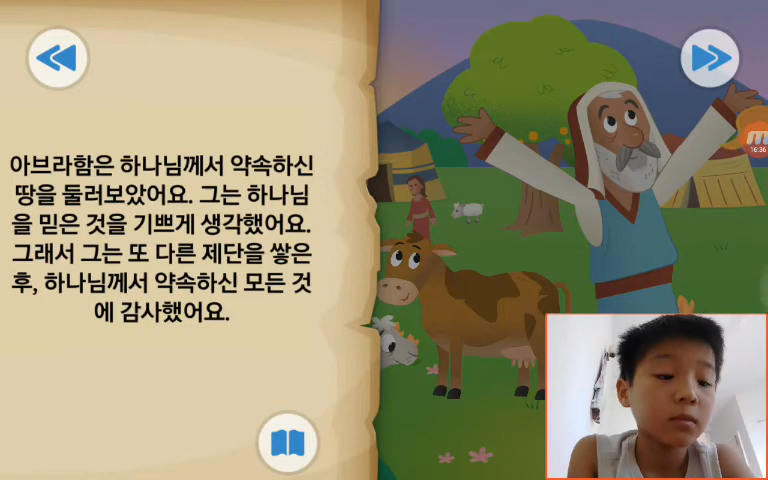 아브라함은 하나님께서 약속하신
땅을 둘러보았어요. 그는 하나님
을 믿은 것을 기쁘게 생각했어요.
그래서 그는 또 다른 제단을 쌓은
후, 하나님께서 약속하신 모든 것
에 감사했어요.
16:36